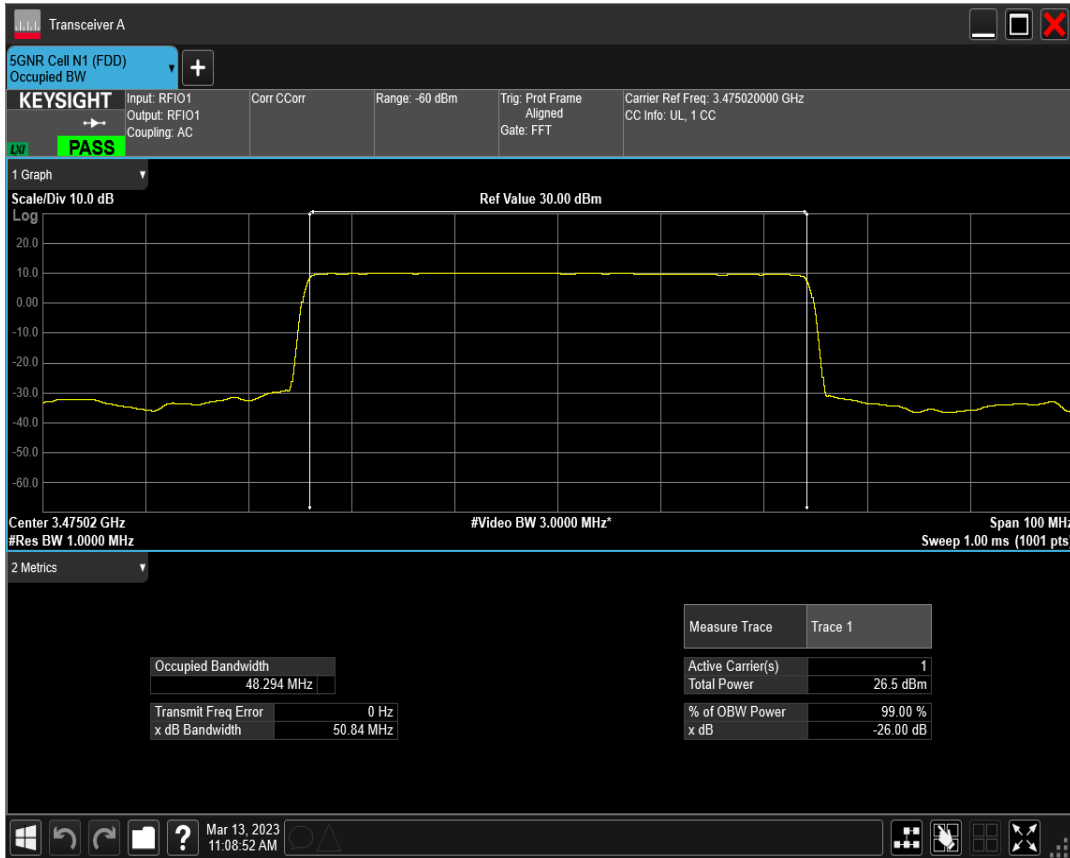 Transceiver A
5GNR Cell N1 (FDD)
Occupied BW
+
KEYSIGHT
LXI
PASS
Input: RFIO1
Output: RFIO1
Coupling: AC
Corr CCorr
Range: -60 dBm
Trig: Prot Frame
Aligned
Gate: FFT
Carrier Ref Freq: 3.475020000 GHz
CC Info: UL, 1 CC
1 Graph
Scale/Div 10.0 dB
Ref Value 30.00 dBm
Log
20.0
10.0
0.00
-10.0
-20.0
-30.0
-40.0
-50.0
-60.0
Center 3.47502 GHz
#Video BW 3.0000 MHz*
Span 100 MHz
#Res BW 1.0000 MHz
Sweep 1.00 ms (1001 pts)
2 Metrics
Measure Trace Trace 1
Occupied Bandwidth
48.294 MHz
Active Carrier(s) 1
Total Power 26.5 dBm
Transmit Freq Error 0 Hz
x dB Bandwidth 50.84 MHz
% of OBW Power 99.00 %
x dB -26.00 dB
?
Mar 13, 2023
11:08:52 AM